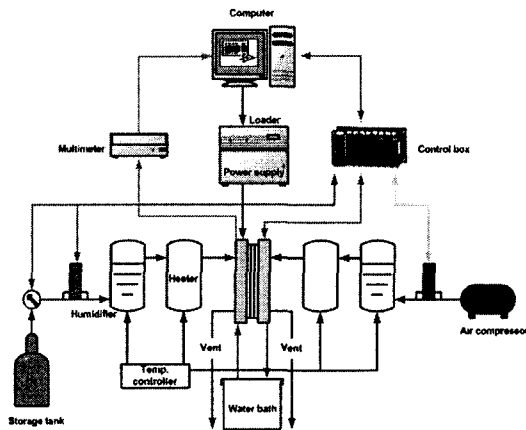 Computer
Loader
Multimeter
Power supply
Control box
Heater
Humidifier
Air compressor
Vent
Vent
Temp.
controller
Water bath
Storage tank